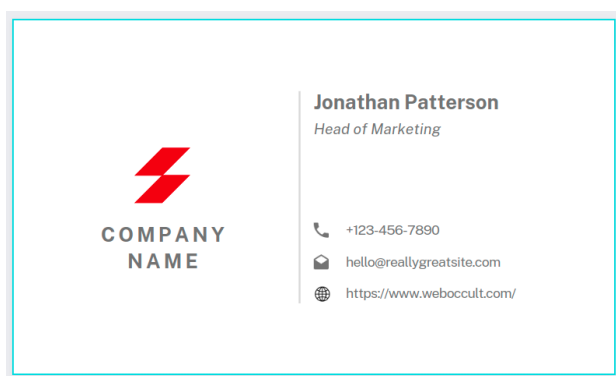 COMPANY
NAME
Jonathan Patterson
Head of Marketing
+123-456-7890
hello@reallygreatsite.com
https://www.weboccult.com/